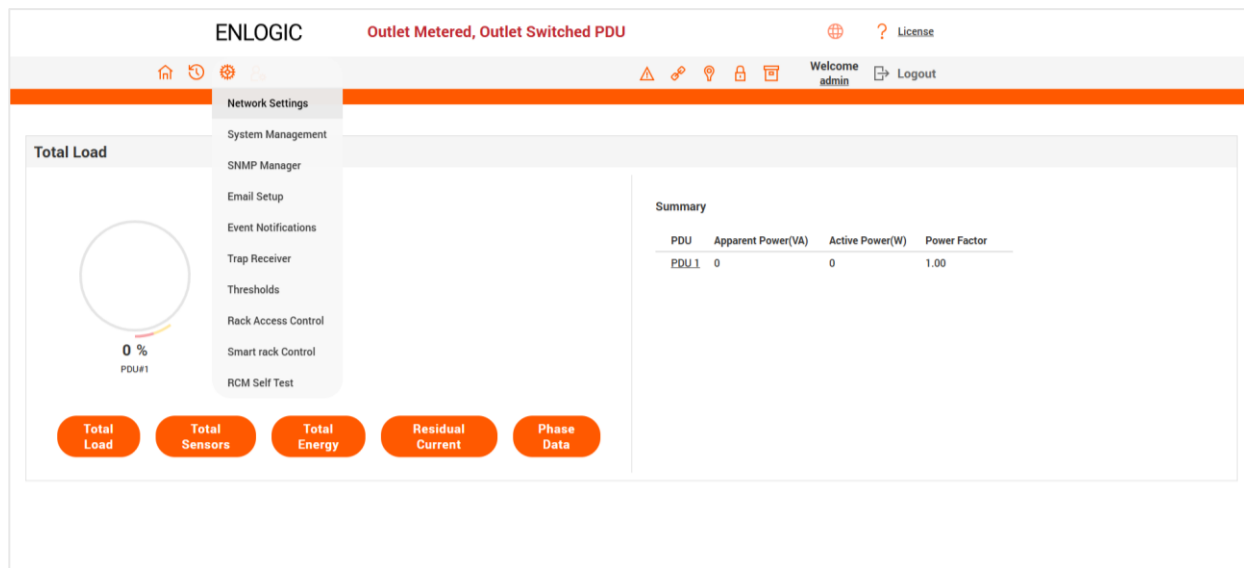 ENLOGIC
Outlet Metered, Outlet Switched PDU
? License
Welcome
admin
Logout
Network Settings
System Management
SNMP Manager
Email Setup
Event Notifications
Trap Receiver
Thresholds
Rack Access Control
Smart rack Control
RCM Self Test
Total Load
0 %
PDU#1
Total
Load
Total
Sensors
Total
Energy
Residual
Current
Phase
Data
Summary
PDU Apparent Power(VA) Active Power(W) Power Factor
PDU 1 0 0 1.00